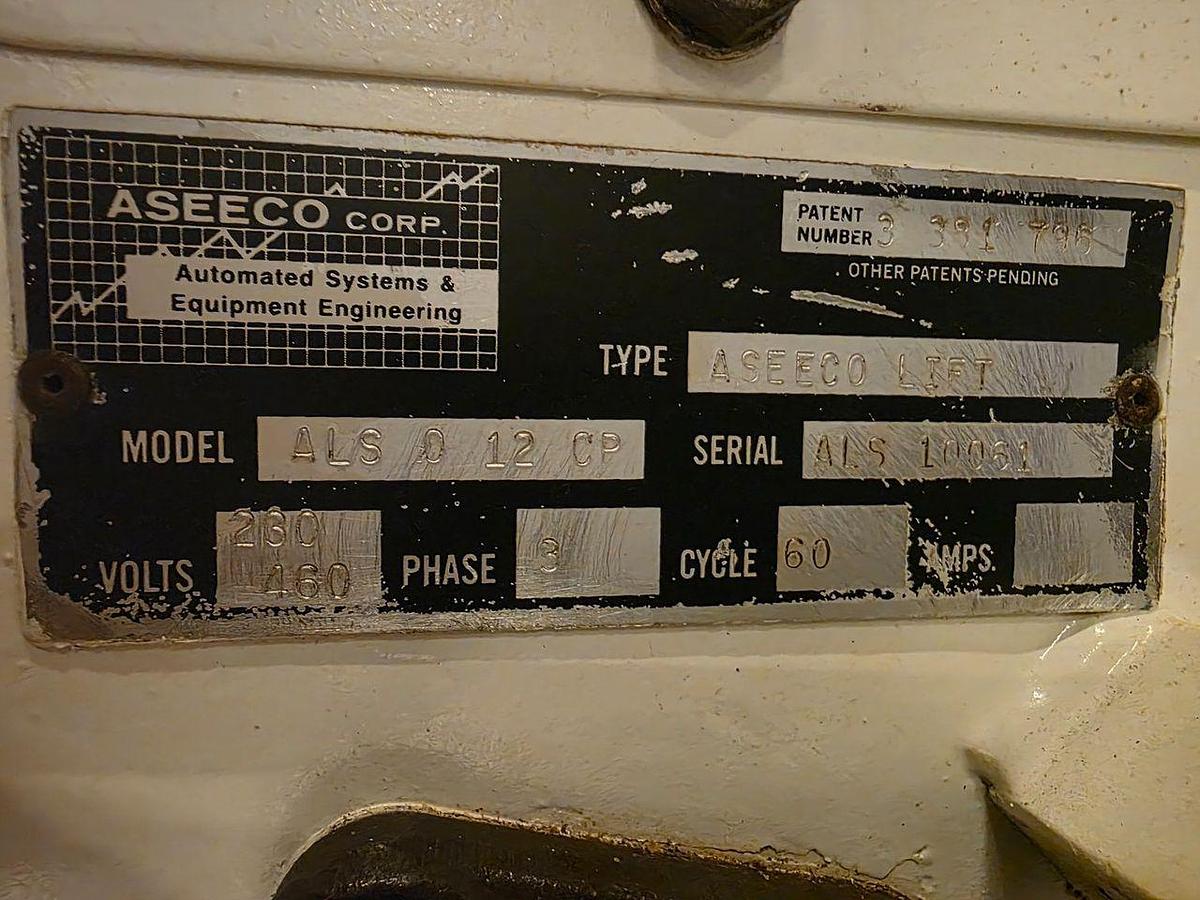 ASEECO CORP.
Automated Systems &
Equipment Engineering
PATENT
NUMBER 3 391 796
OTHER PATENTS PENDING
TYPE ASEECO LIFT
MODEL ALS 0 12 CP
SERIAL ALS 10061
VOLTS 230
460
PHASE 3
CYCLE 60
AMPS.